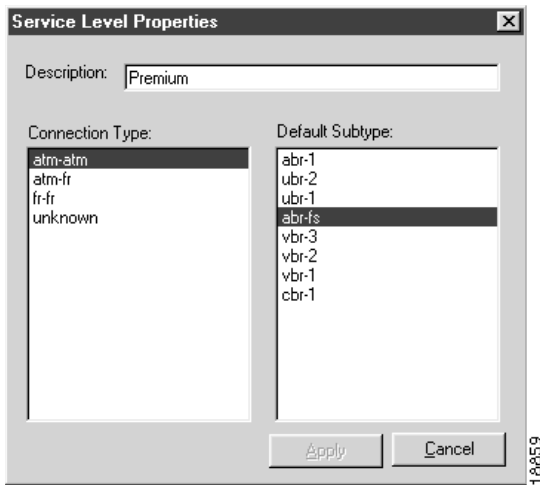 Service Level Properties
Description: Premium
Connection Type:
atm-atm
atm-fr
fr-fr
unknown
Default Subtype:
abr-1
ubr-2
ubr-1
abr-fs
vbr-3
vbr-2
vbr-1
cbr-1
Apply
Cancel
18859